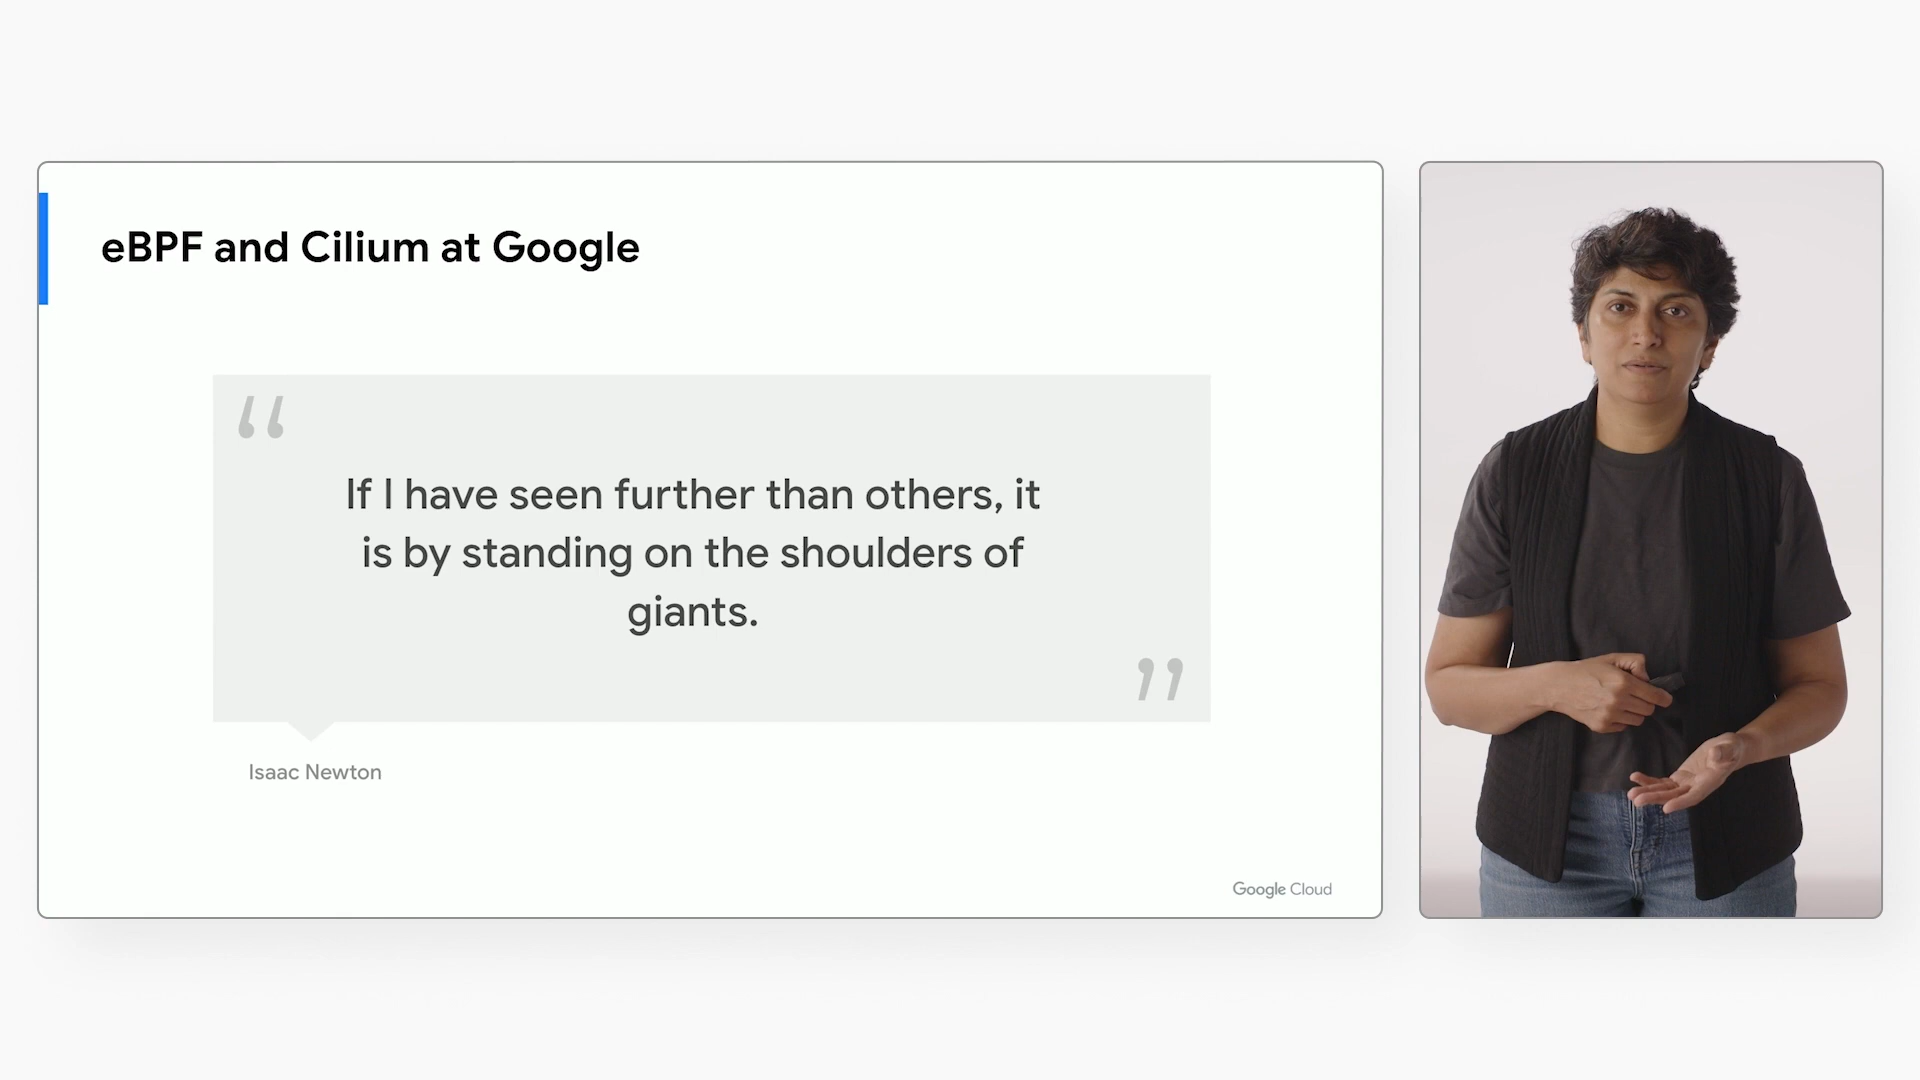 eBPF and Cilium at Google
“
If I have seen further than others, it
is by standing on the shoulders of
giants.
”
Isaac Newton
Google Cloud